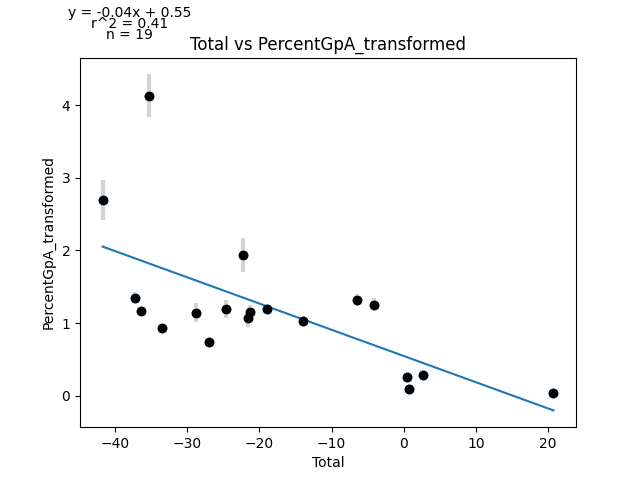 y = -0.04x + 0.55
r^2 = 0.41
n = 19
Total vs PercentGpA_transformed
PercentGpA_transformed
4
3
2
1
0
−40
−30
−20
−10
0
10
20
Total